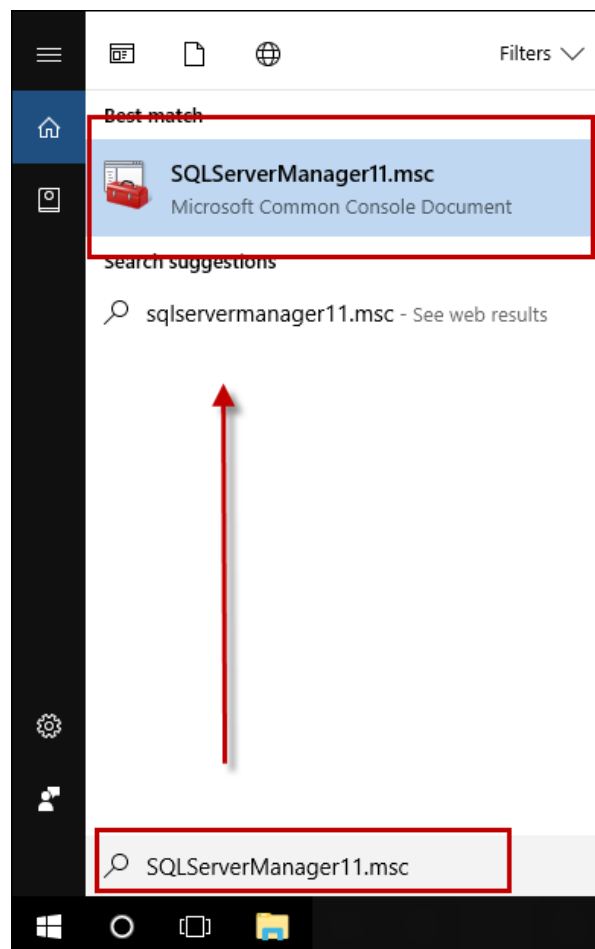 Filters
Best match
SQLServerManager11.msc
Microsoft Common Console Document
Search suggestions
sqlservermanager11.msc - See web results
SQLServerManager11.msc